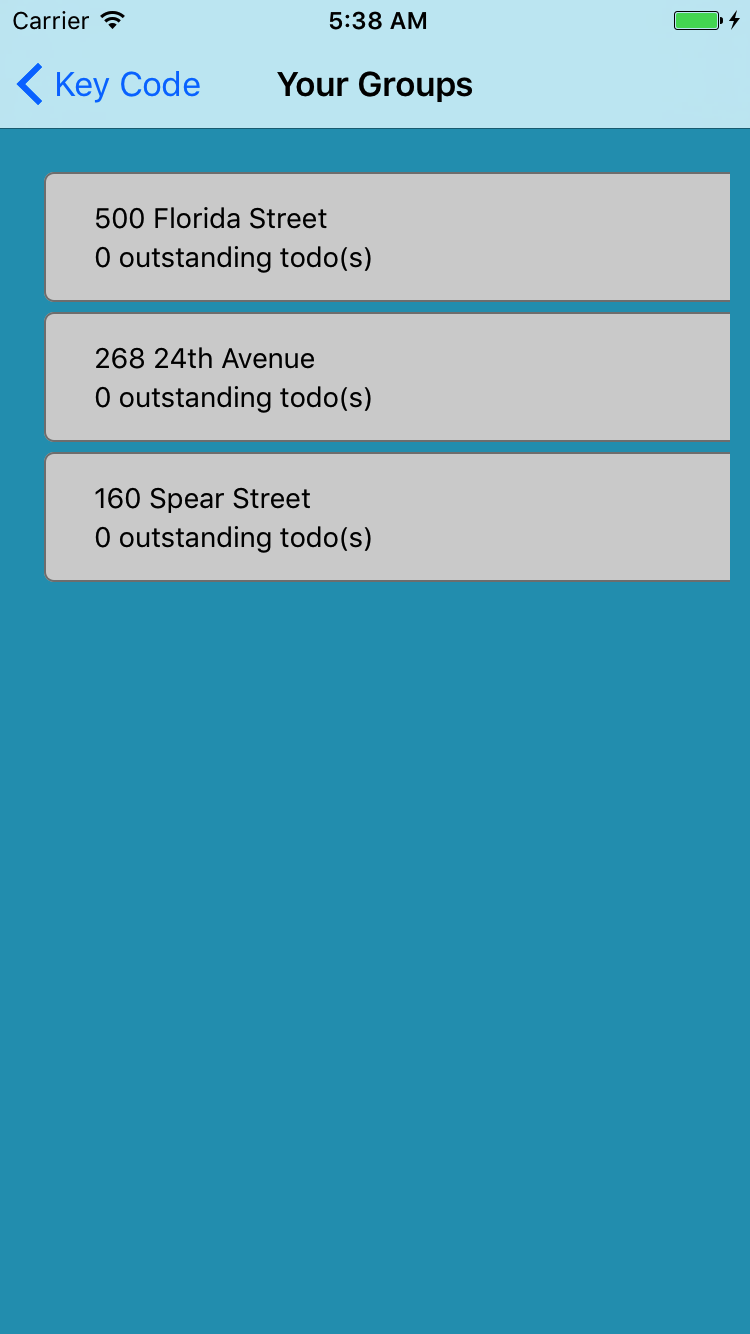 Carrier 5:38 AM
Key Code Your Groups
500 Florida Street
0 outstanding todo(s)
268 24th Avenue
0 outstanding todo(s)
160 Spear Street
0 outstanding todo(s)